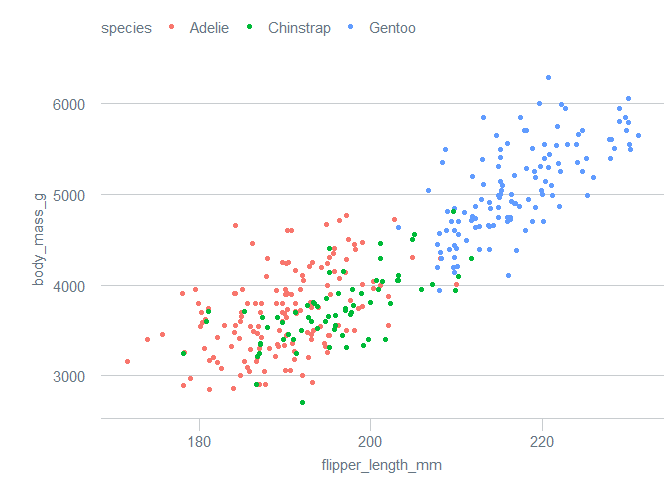 species Adelie Chinstrap Gentoo
6000
5000
4000
3000
body_mass_g
180 200 220
flipper_length_mm